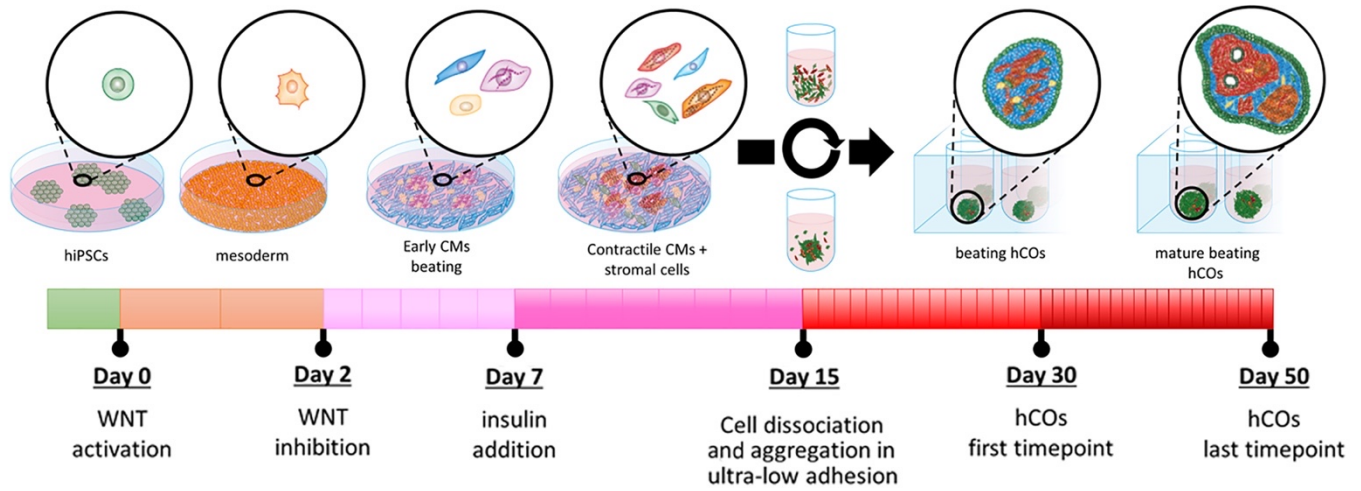 hiPSCs
mesoderm
Early CMs
beating
Contractile CMs +
stromal cells
beating hCOs
mature beating
hCOs
Day 0
WNT
activation
Day 2
WNT
inhibition
Day 7
insulin
addition
Day 15
Cell dissociation
and aggregation in
ultra-low adhesion
Day 30
hCOs
first timepoint
Day 50
hCOs
last timepoint